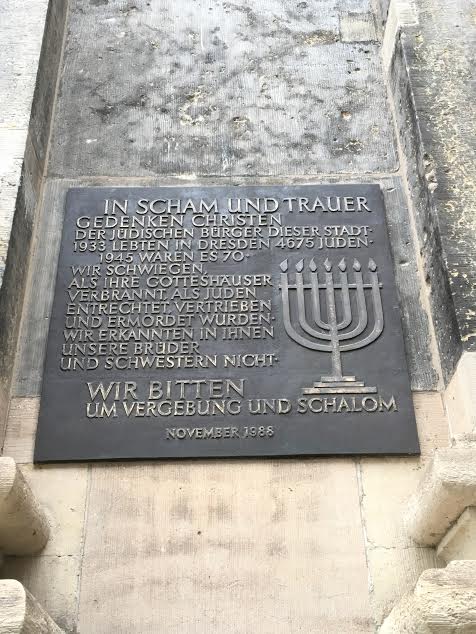 IN SCHAM UND TRAUER
GEDENKEN CHRISTEN
DER JÜDISCHEN BÜRGER DIESER STADT·
1933 LEBTEN IN DRESDEN 4675 JUDEN·
1945 WAREN ES 70·
WIR SCHWIEGEN,
ALS IHRE GOTTESHÄUSER
VERBRANNT, ALS JUDEN
ENTRECHTET, VERTRIEBEN
UND ERMORDET WURDEN·
WIR ERKANNTEN IN IHNEN
UNSERE BRÜDER
UND SCHWESTERN NICHT·
WIR BITTEN
UM VERGEBUNG UND SCHALOM
NOVEMBER 1988